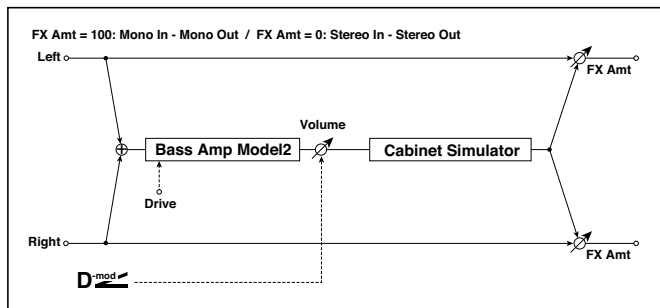 FX Amt = 100: Mono In - Mono Out / FX Amt = 0: Stereo In - Stereo Out
Left
FX Amt
Volume
Bass Amp Model2
Cabinet Simulator
Drive
Right
FX Amt
D-mod